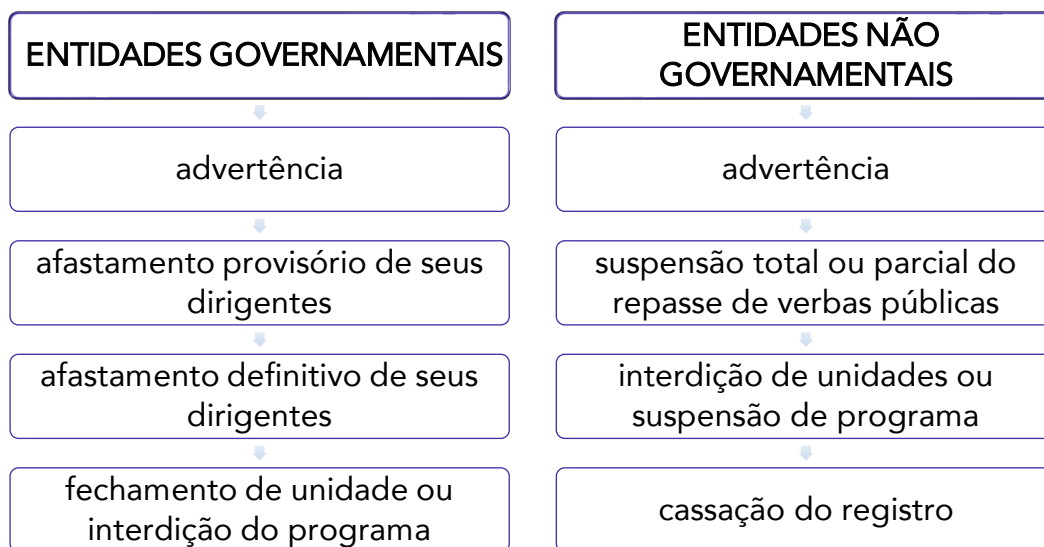 ENTIDADES GOVERNAMENTAIS
advertência
afastamento provisório de seus
dirigentes
afastamento definitivo de seus
dirigentes
fechamento de unidade ou
interdição do programa
ENTIDADES NÃO
GOVERNAMENTAIS
advertência
suspensão total ou parcial do
repasse de verbas públicas
interdição de unidades ou
suspensão de programa
cassação do registro